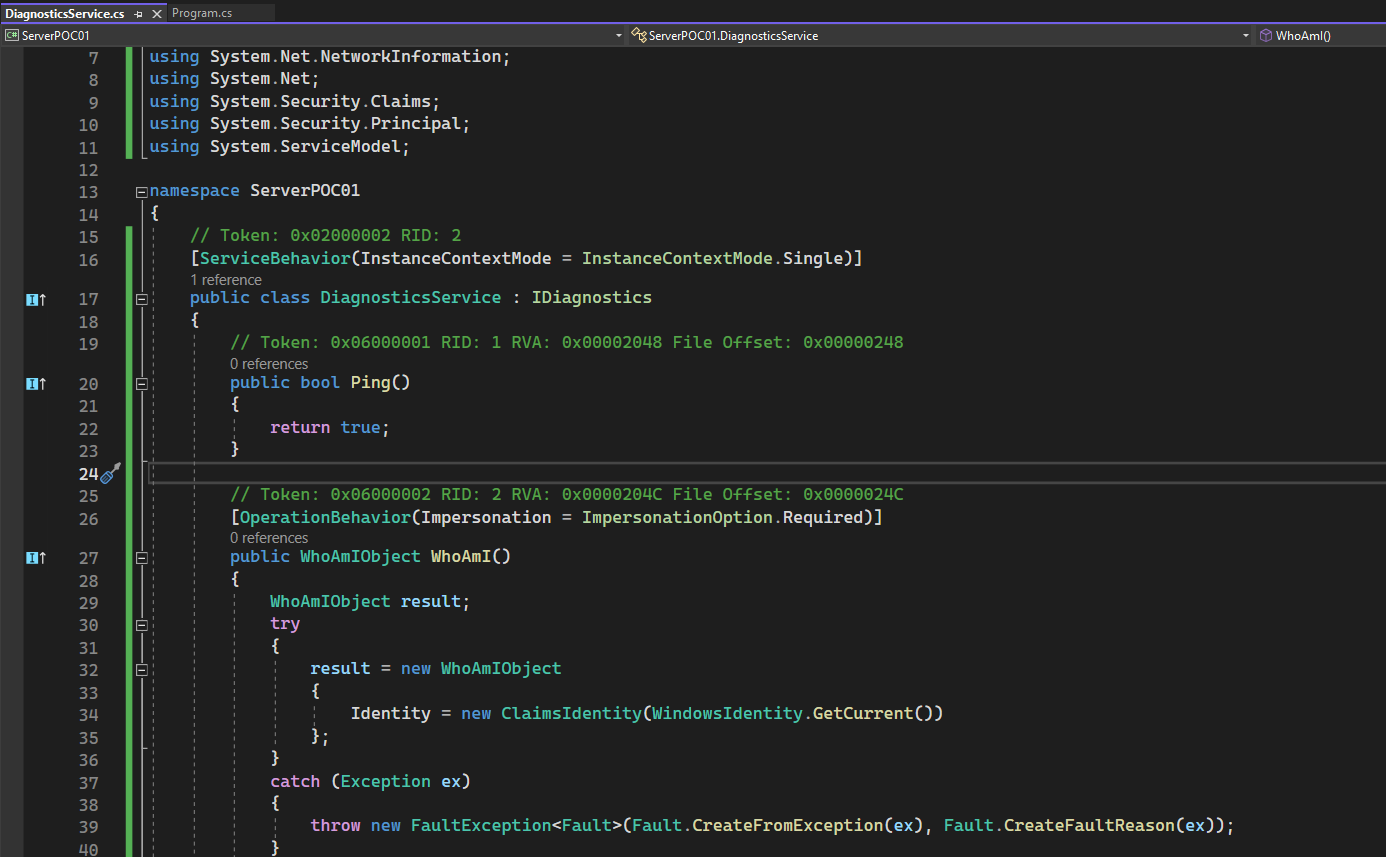 DiagnosticsService.cs Program.cs
C# ServerPOC01 ServerPOC01.DiagnosticsService WhoAmI()
7 using System.Net.NetworkInformation;
8 using System.Net;
9 using System.Security.Claims;
10 using System.Security.Principal;
11 using System.ServiceModel;
12
13 namespace ServerPOC01
14 {
15 // Token: 0x02000002 RID: 2
16 [ServiceBehavior(InstanceContextMode = InstanceContextMode.Single)]
1 reference
17 public class DiagnosticsService : IDiagnostics
18 {
19 // Token: 0x06000001 RID: 1 RVA: 0x00002048 File Offset: 0x00000248
0 references
20 public bool Ping()
21 {
22 return true;
23 }
24
25 // Token: 0x06000002 RID: 2 RVA: 0x0000204C File Offset: 0x0000024C
26 [OperationBehavior(Impersonation = ImpersonationOption.Required)]
0 references
27 public WhoAmIObject WhoAmI()
28 {
29 WhoAmIObject result;
30 try
31 {
32 result = new WhoAmIObject
33 {
34 Identity = new ClaimsIdentity(WindowsIdentity.GetCurrent())
35 };
36 }
37 catch (Exception ex)
38 {
39 throw new FaultException<Fault>(Fault.CreateFromException(ex), Fault.CreateFaultReason(ex));
40 }